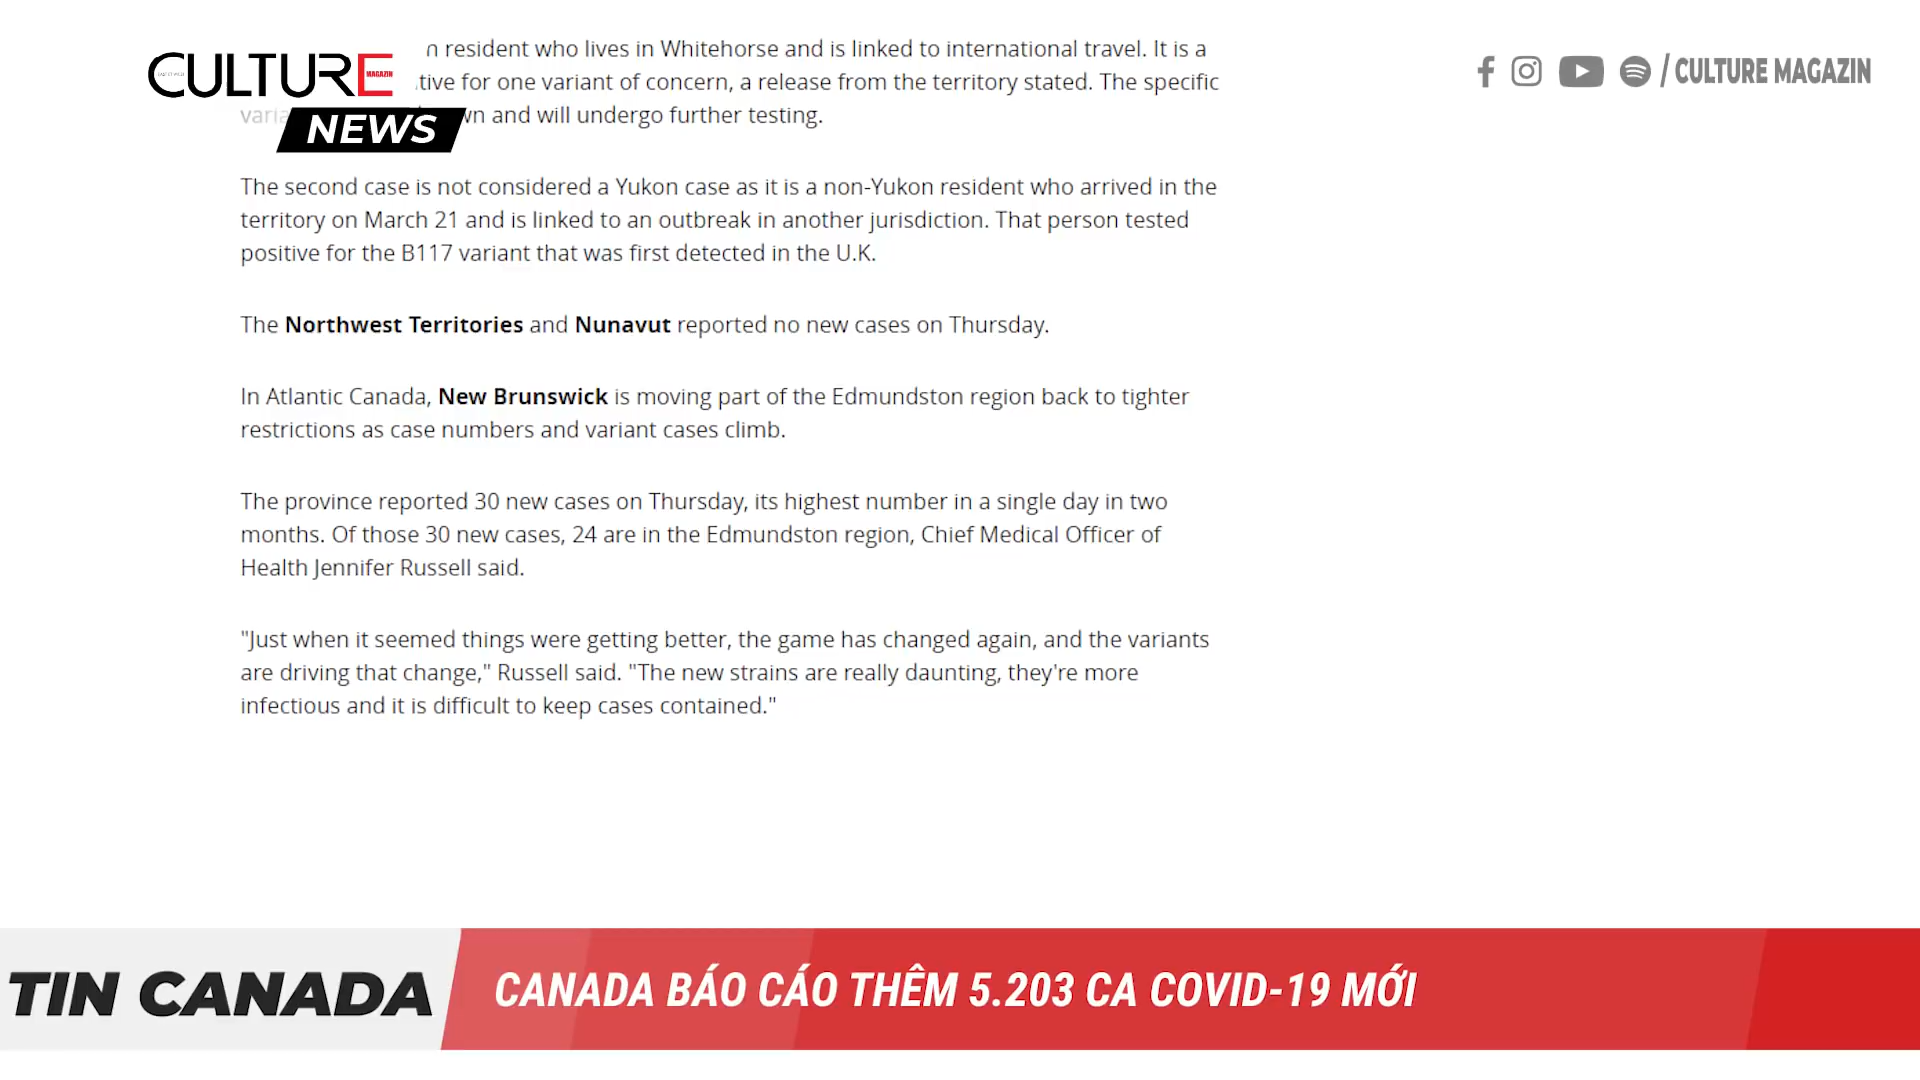 n resident who lives in Whitehorse and is linked to international travel. It is a
CULTURE
MAGAZIN
tive for one variant of concern, a release from the territory stated. The specific
/ CULTURE MAGAZIN
varia
NEWS
wn and will undergo further testing.
The second case is not considered a Yukon case as it is a non-Yukon resident who arrived in the
territory on March 21 and is linked to an outbreak in another jurisdiction. That person tested
positive for the B117 variant that was first detected in the U.K.
The Northwest Territories and Nunavut reported no new cases on Thursday.
In Atlantic Canada, New Brunswick is moving part of the Edmundston region back to tighter
restrictions as case numbers and variant cases climb.
The province reported 30 new cases on Thursday, its highest number in a single day in two
months. Of those 30 new cases, 24 are in the Edmundston region, Chief Medical Officer of
Health Jennifer Russell said.
"Just when it seemed things were getting better, the game has changed again, and the variants
are driving that change," Russell said. "The new strains are really daunting, they're more
infectious and it is difficult to keep cases contained."
TIN CANADA
CANADA BÁO CÁO THÊM 5.203 CA COVID-19 MỚI